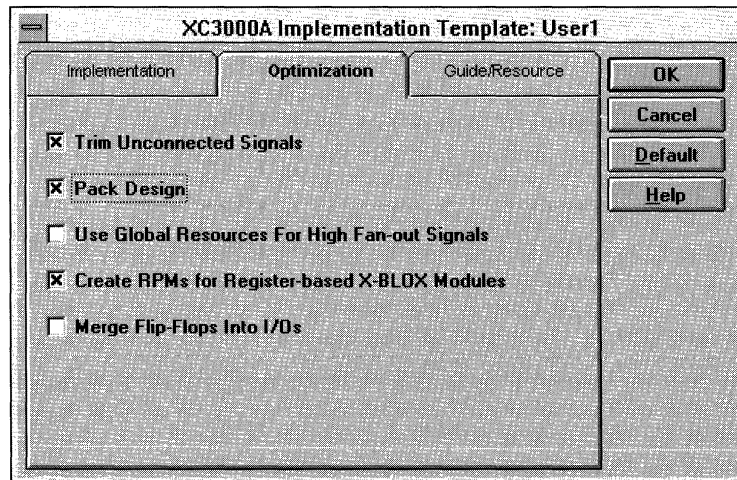 XC3000A Implementation Template: User1
Implementation
Optimization
Guide/Resource
Trim Unconnected Signals
Pack Design
Use Global Resources For High Fan-out Signals
Create RPMs for Register-based X-BLOX Modules
Merge Flip-Flops Into I/Os
OK
Cancel
Default
Help